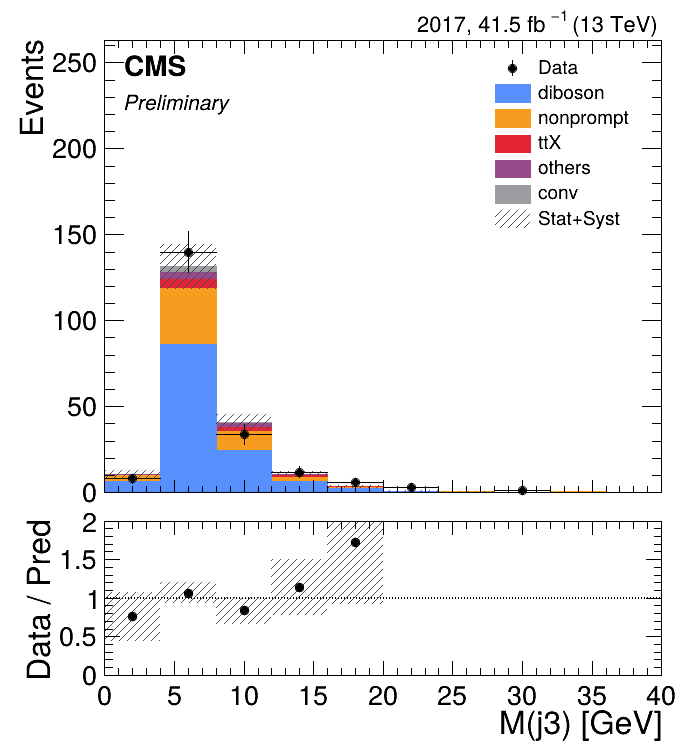 2017, 41.5 fb⁻¹ (13 TeV)
Events
250
200
150
100
50
0
CMS
Preliminary
Data
diboson
nonprompt
ttX
others
conv
Stat+Syst
Data / Pred
2
1.5
1
0.5
0
0 5 10 15 20 25 30 35 40
M(j3) [GeV]